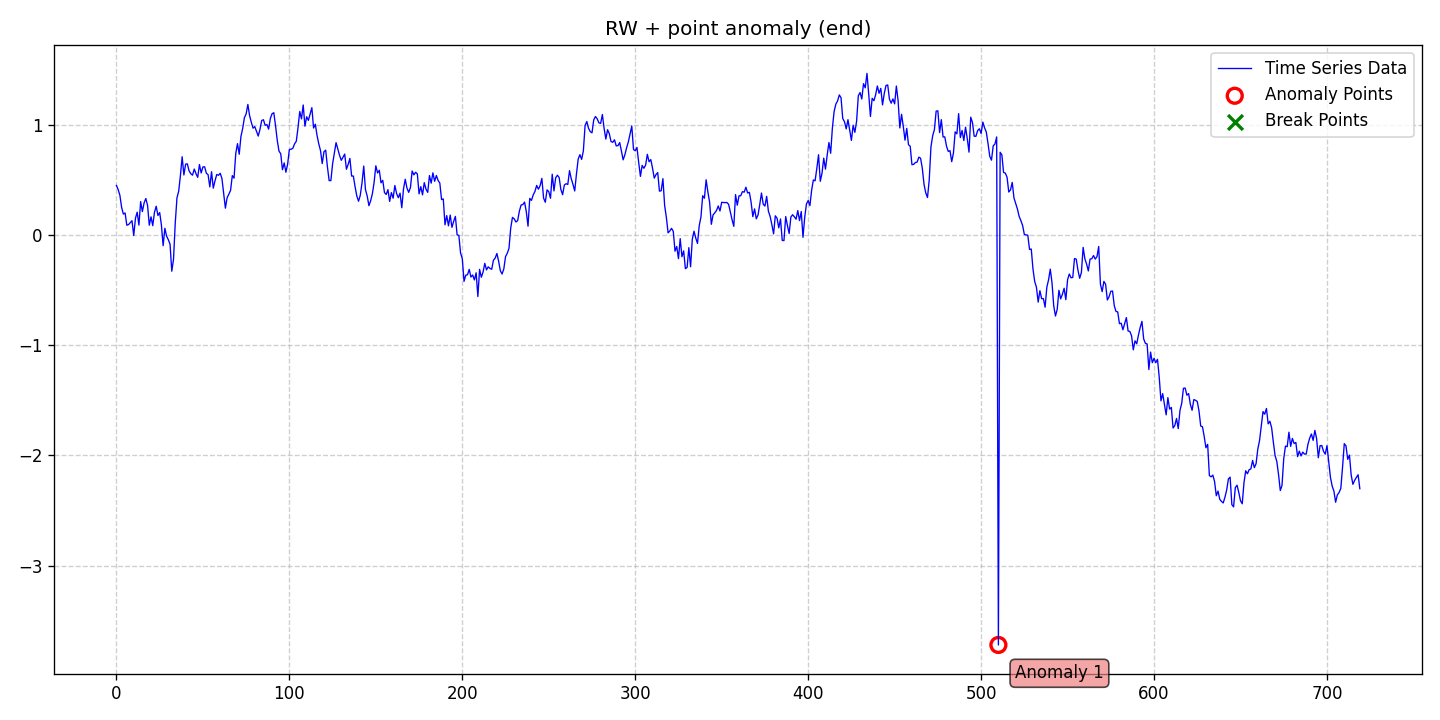 RW + point anomaly (end)
Time Series Data
Anomaly Points
Break Points
1
0
−1
−2
−3
Anomaly 1
0
100
200
300
400
500
600
700